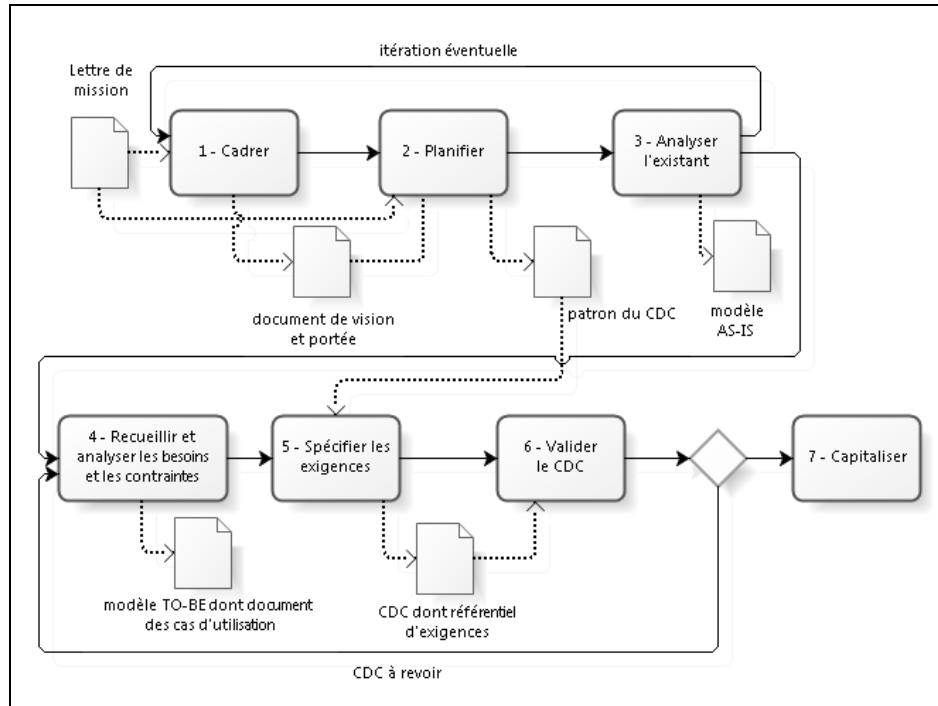 itération éventuelle
Lettre de
mission
1 - Cadrer
2 - Planifier
3 - Analyser
l'existant
document de vision
et portée
patron du CDC
modèle
AS-IS
4 - Recueillir et
analyser les besoins
et les contraintes
5 - Spécifier les
exigences
6 - Valider
le CDC
7 - Capitaliser
modèle TO-BE dont document
des cas d'utilisation
CDC dont référentiel
d'exigences
CDC à revoir